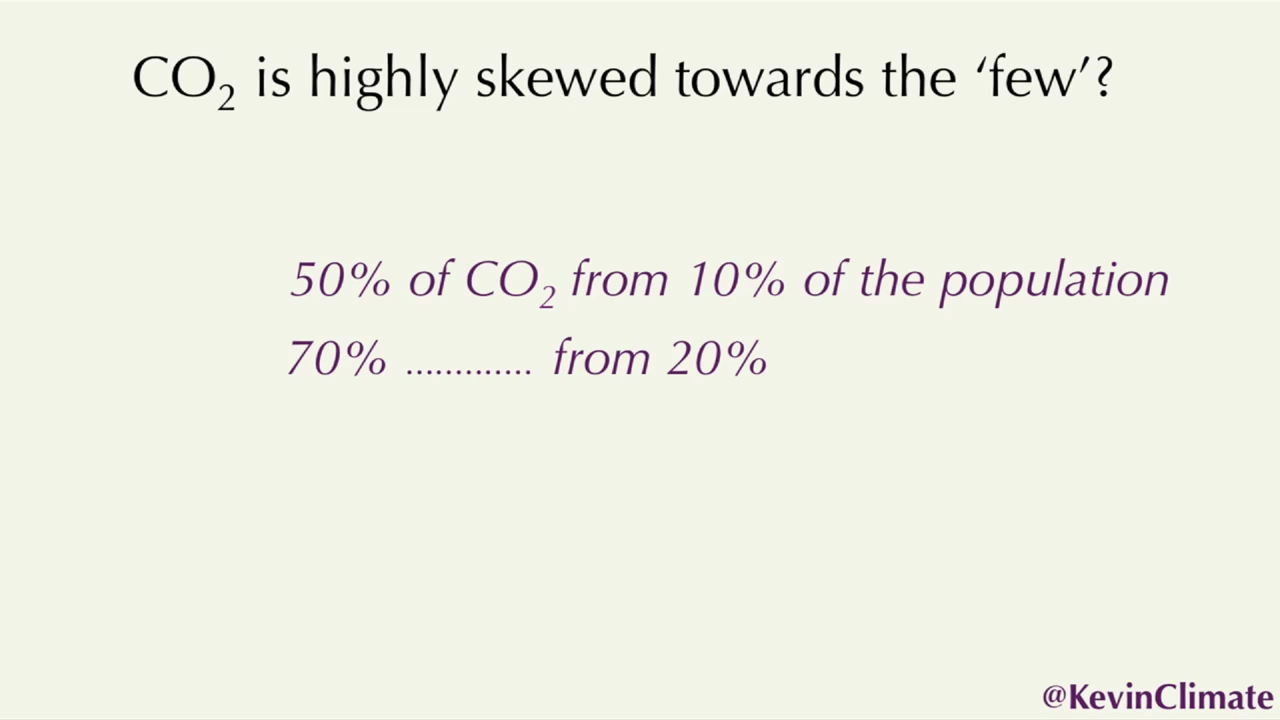 CO₂ is highly skewed towards the ‘few’?
50% of CO₂ from 10% of the population
70% ............. from 20%
@KevinClimate